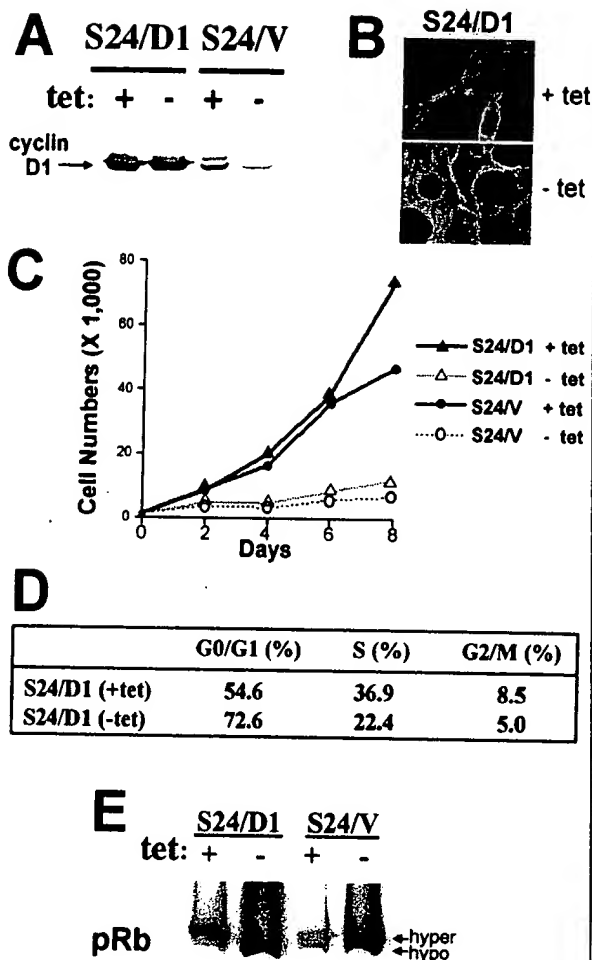 A
S24/D1 S24/V
tet: + - + -
cyclin
D1
B
S24/D1
+ tet
- tet
C
Cell Numbers (X 1,000)
80
60
40
20
0
0 2 4 6 8
Days
S24/D1 + tet
S24/D1 - tet
S24/V + tet
S24/V - tet
D
G0/G1 (%) S (%) G2/M (%)
S24/D1 (+tet) 54.6 36.9 8.5
S24/D1 (-tet) 72.6 22.4 5.0
E
S24/D1 S24/V
tet: + - + -
pRb
hyper
hypo